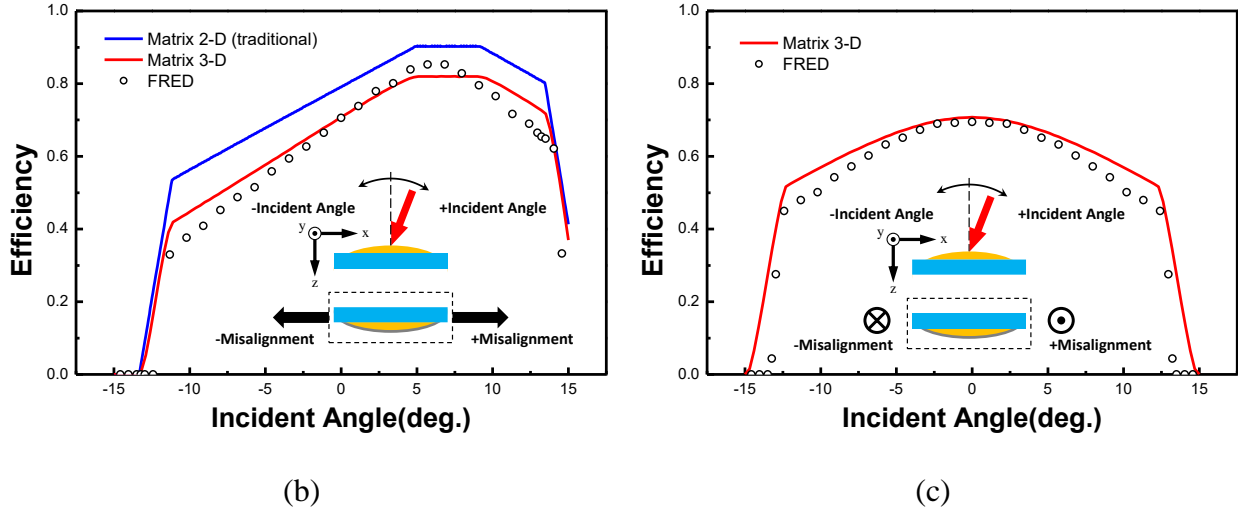 Efficiency
1.0
0.8
0.6
0.4
0.2
0.0
Matrix 2-D (traditional)
Matrix 3-D
FRED
-Incident Angle
+Incident Angle
y
x
z
-Misalignment
+Misalignment
-15
-10
-5
0
5
10
15
Incident Angle(deg.)
(b)
Efficiency
1.0
0.8
0.6
0.4
0.2
0.0
Matrix 3-D
FRED
-Incident Angle
+Incident Angle
y
x
z
-Misalignment
+Misalignment
-15
-10
-5
0
5
10
15
Incident Angle(deg.)
(c)